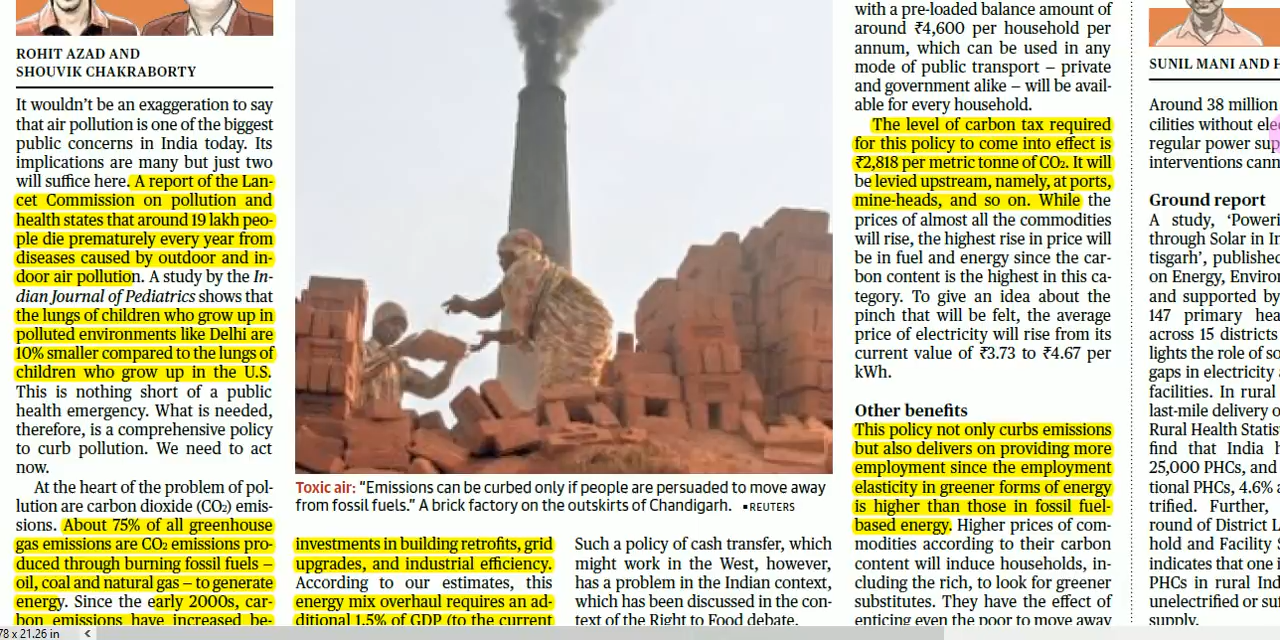 ROHIT AZAD AND
SHOUVIK CHAKRABORTY
It wouldn't be an exaggeration to say
that air pollution is one of the biggest
public concerns in India today. Its
implications are many but just two
will suffice here. A report of the Lan-
cet Commission on pollution and
health states that around 19 lakh peo-
ple die prematurely every year from
diseases caused by outdoor and in-
door air pollution. A study by the In-
dian Journal of Pediatrics shows that
the lungs of children who grow up in
polluted environments like Delhi are
10% smaller compared to the lungs of
children who grow up in the U.S.
This is nothing short of a public
health emergency. What is needed,
therefore, is a comprehensive policy
to curb pollution. We need to act
now.
At the heart of the problem of pol-
lution are carbon dioxide (CO₂) emis-
sions. About 75% of all greenhouse
gas emissions are CO₂ emissions pro-
duced through burning fossil fuels –
oil, coal and natural gas – to generate
energy. Since the early 2000s, car-
bon emissions have increased be-
Toxic air: "Emissions can be curbed only if people are persuaded to move away
from fossil fuels." A brick factory on the outskirts of Chandigarh. ▪REUTERS
investments in building retrofits, grid
upgrades, and industrial efficiency.
According to our estimates, this
energy mix overhaul requires an ad-
ditional 1.5% of GDP (to the current
Such a policy of cash transfer, which
might work in the West, however,
has a problem in the Indian context,
which has been discussed in the con-
text of the Right to Food debate.
with a pre-loaded balance amount of
around ₹4,600 per household per
annum, which can be used in any
mode of public transport – private
and government alike – will be avail-
able for every household.
The level of carbon tax required
for this policy to come into effect is
₹2,818 per metric tonne of CO₂. It will
be levied upstream, namely, at ports,
mine-heads, and so on. While the
prices of almost all the commodities
will rise, the highest rise in price will
be in fuel and energy since the car-
bon content is the highest in this ca-
tegory. To give an idea about the
pinch that will be felt, the average
price of electricity will rise from its
current value of ₹3.73 to ₹4.67 per
kWh.
Other benefits
This policy not only curbs emissions
but also delivers on providing more
employment since the employment
elasticity in greener forms of energy
is higher than those in fossil fuel-
based energy. Higher prices of com-
modities according to their carbon
content will induce households, in-
cluding the rich, to look for greener
substitutes. They have the effect of
enticing even the poor to move away
SUNIL MANI AND
Around 38 million
cilities without
regular power
interventions
Ground report
A study,
through Solar in
tisgarh', published
on Energy,
and supported by
147 primary
across 15 districts
lights the role of
gaps in electricity
facilities. In rural
last-mile delivery
Rural Health
find that India
25,000 PHCs, and
tional PHCs, 4.6%
trified. Further,
round of District
hold and Facility
indicates that one
PHCs in rural
unelectrified or
supply.
78 x 21.26 in